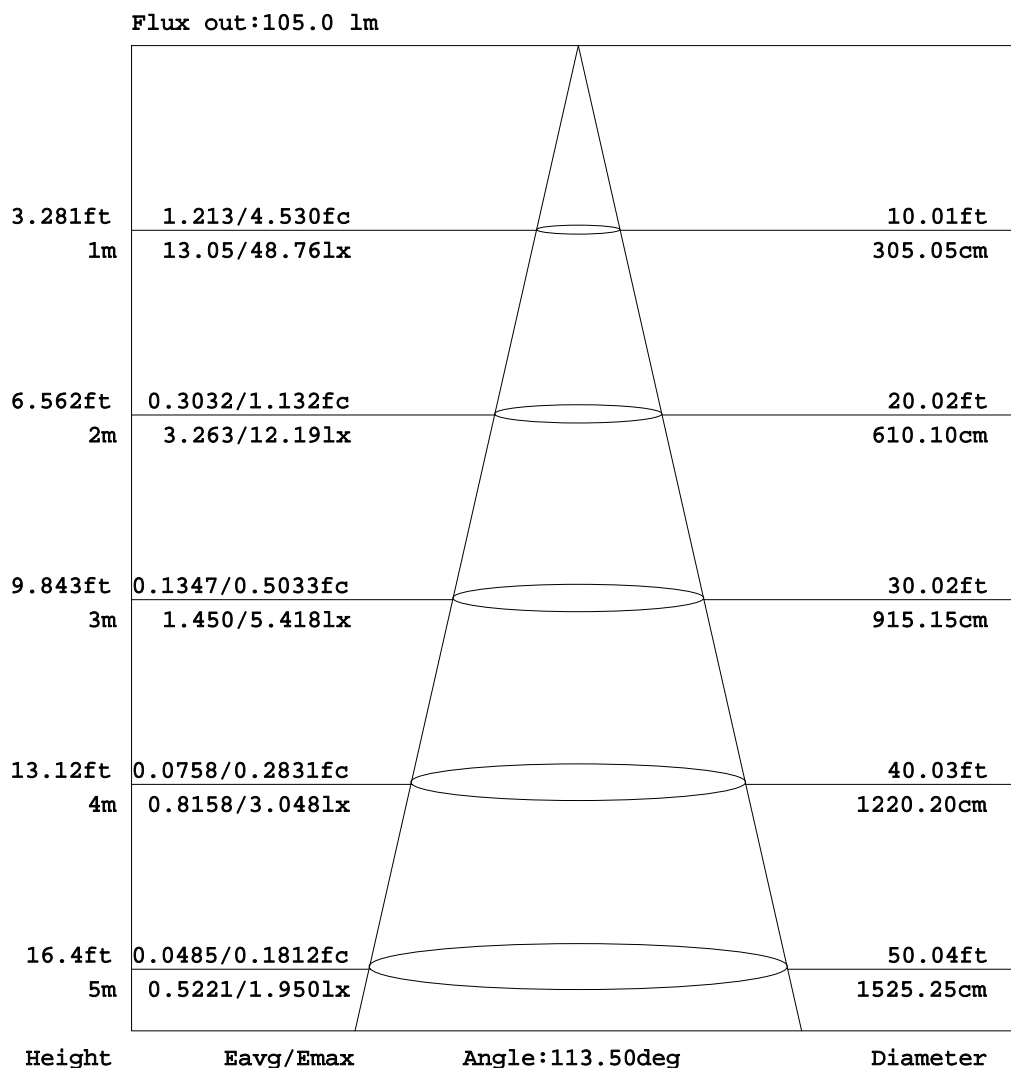 Flux out:105.0 lm
3.281ft 1.213/4.530fc 10.01ft
1m 13.05/48.76lx 305.05cm
6.562ft 0.3032/1.132fc 20.02ft
2m 3.263/12.19lx 610.10cm
9.843ft 0.1347/0.5033fc 30.02ft
3m 1.450/5.418lx 915.15cm
13.12ft 0.0758/0.2831fc 40.03ft
4m 0.8158/3.048lx 1220.20cm
16.4ft 0.0485/0.1812fc 50.04ft
5m 0.5221/1.950lx 1525.25cm
Height Eavg/Emax Angle:113.50deg Diameter